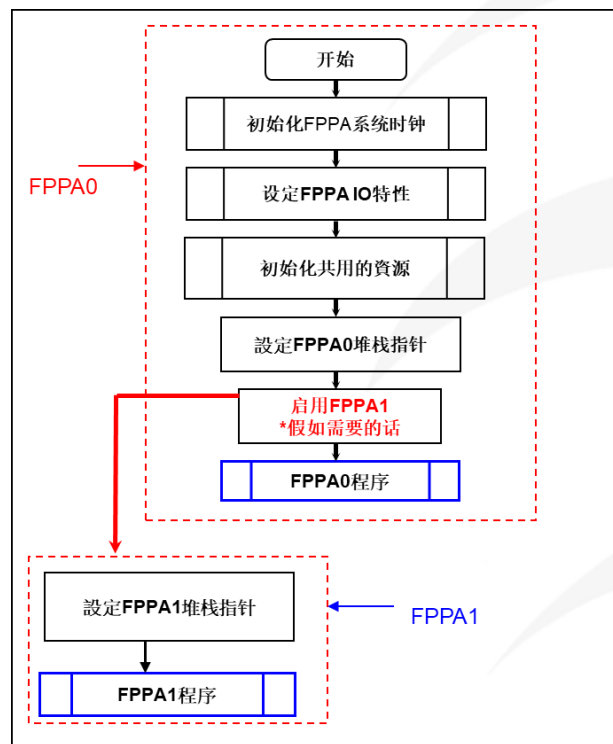 开始
初始化FPPA系统时钟
FPPA0
设定FPPA IO特性
初始化共用的資源
設定FPPA0堆栈指针
启用FPPA1
*假如需要的话
FPPA0程序
設定FPPA1堆栈指针
FPPA1
FPPA1程序